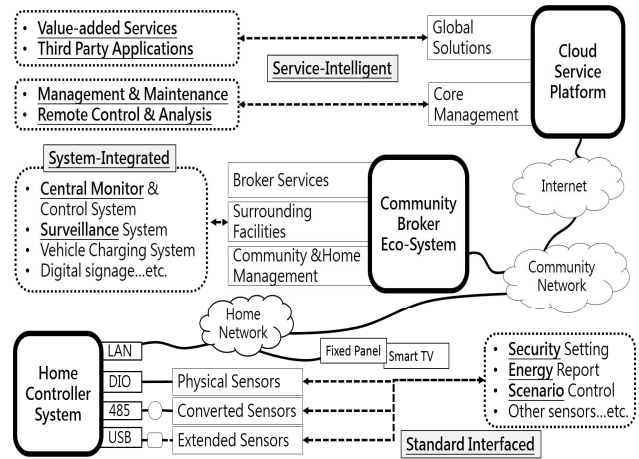 • Value-added Services
• Third Party Applications
Service-Intelligent
Global
Solutions
Cloud
Service
Platform
• Management & Maintenance
• Remote Control & Analysis
Core
Management
System-Integrated
• Central Monitor &
Control System
• Surveillance System
• Vehicle Charging System
• Digital signage...etc.
Broker Services
Surrounding
Facilities
Community &Home
Management
Community
Broker
Eco-System
Internet
Community
Network
Home
Network
Fixed Panel
Smart TV
Home
Controller
System
LAN
DIO
485
USB
Physical Sensors
Converted Sensors
Extended Sensors
• Security Setting
• Energy Report
• Scenario Control
• Other sensors...etc.
Standard Interfaced